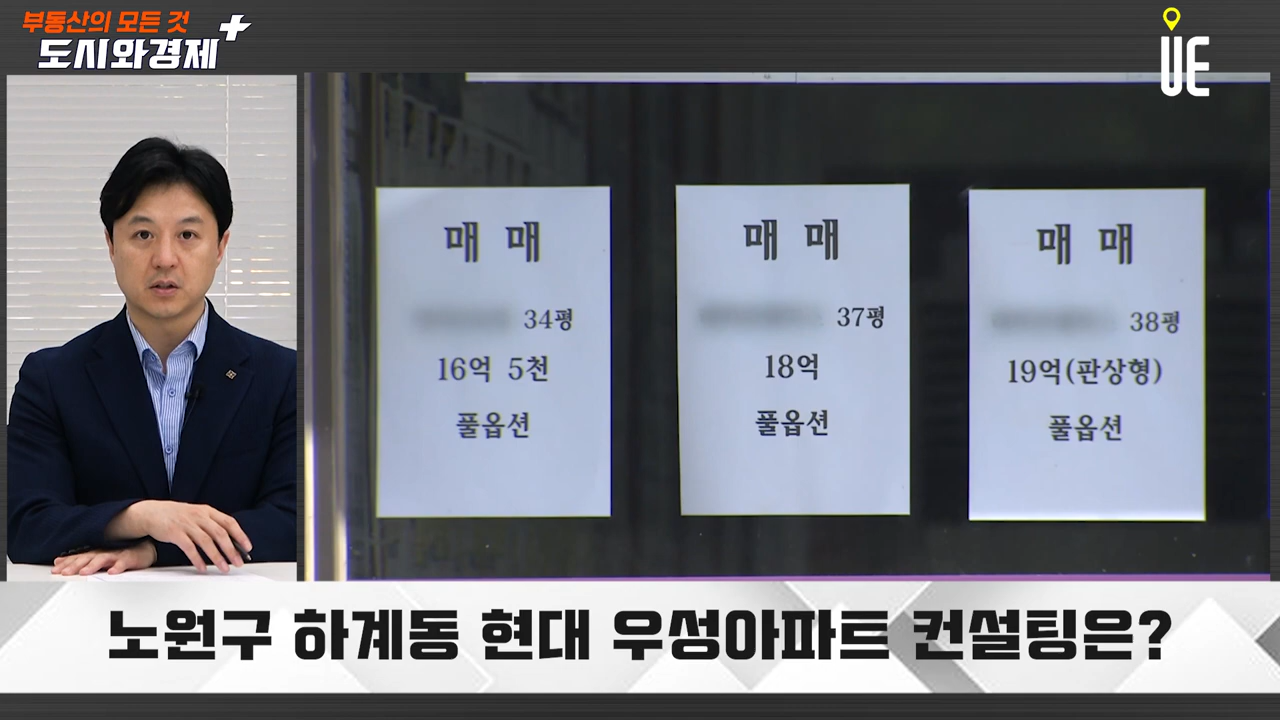 부동산의 모든 것
도시와경제+
UE
매 매
34평
16억 5천
풀옵션
매 매
37평
18억
풀옵션
매 매
38평
19억(판상형)
풀옵션
노원구 하계동 현대 우성아파트 컨설팅은?